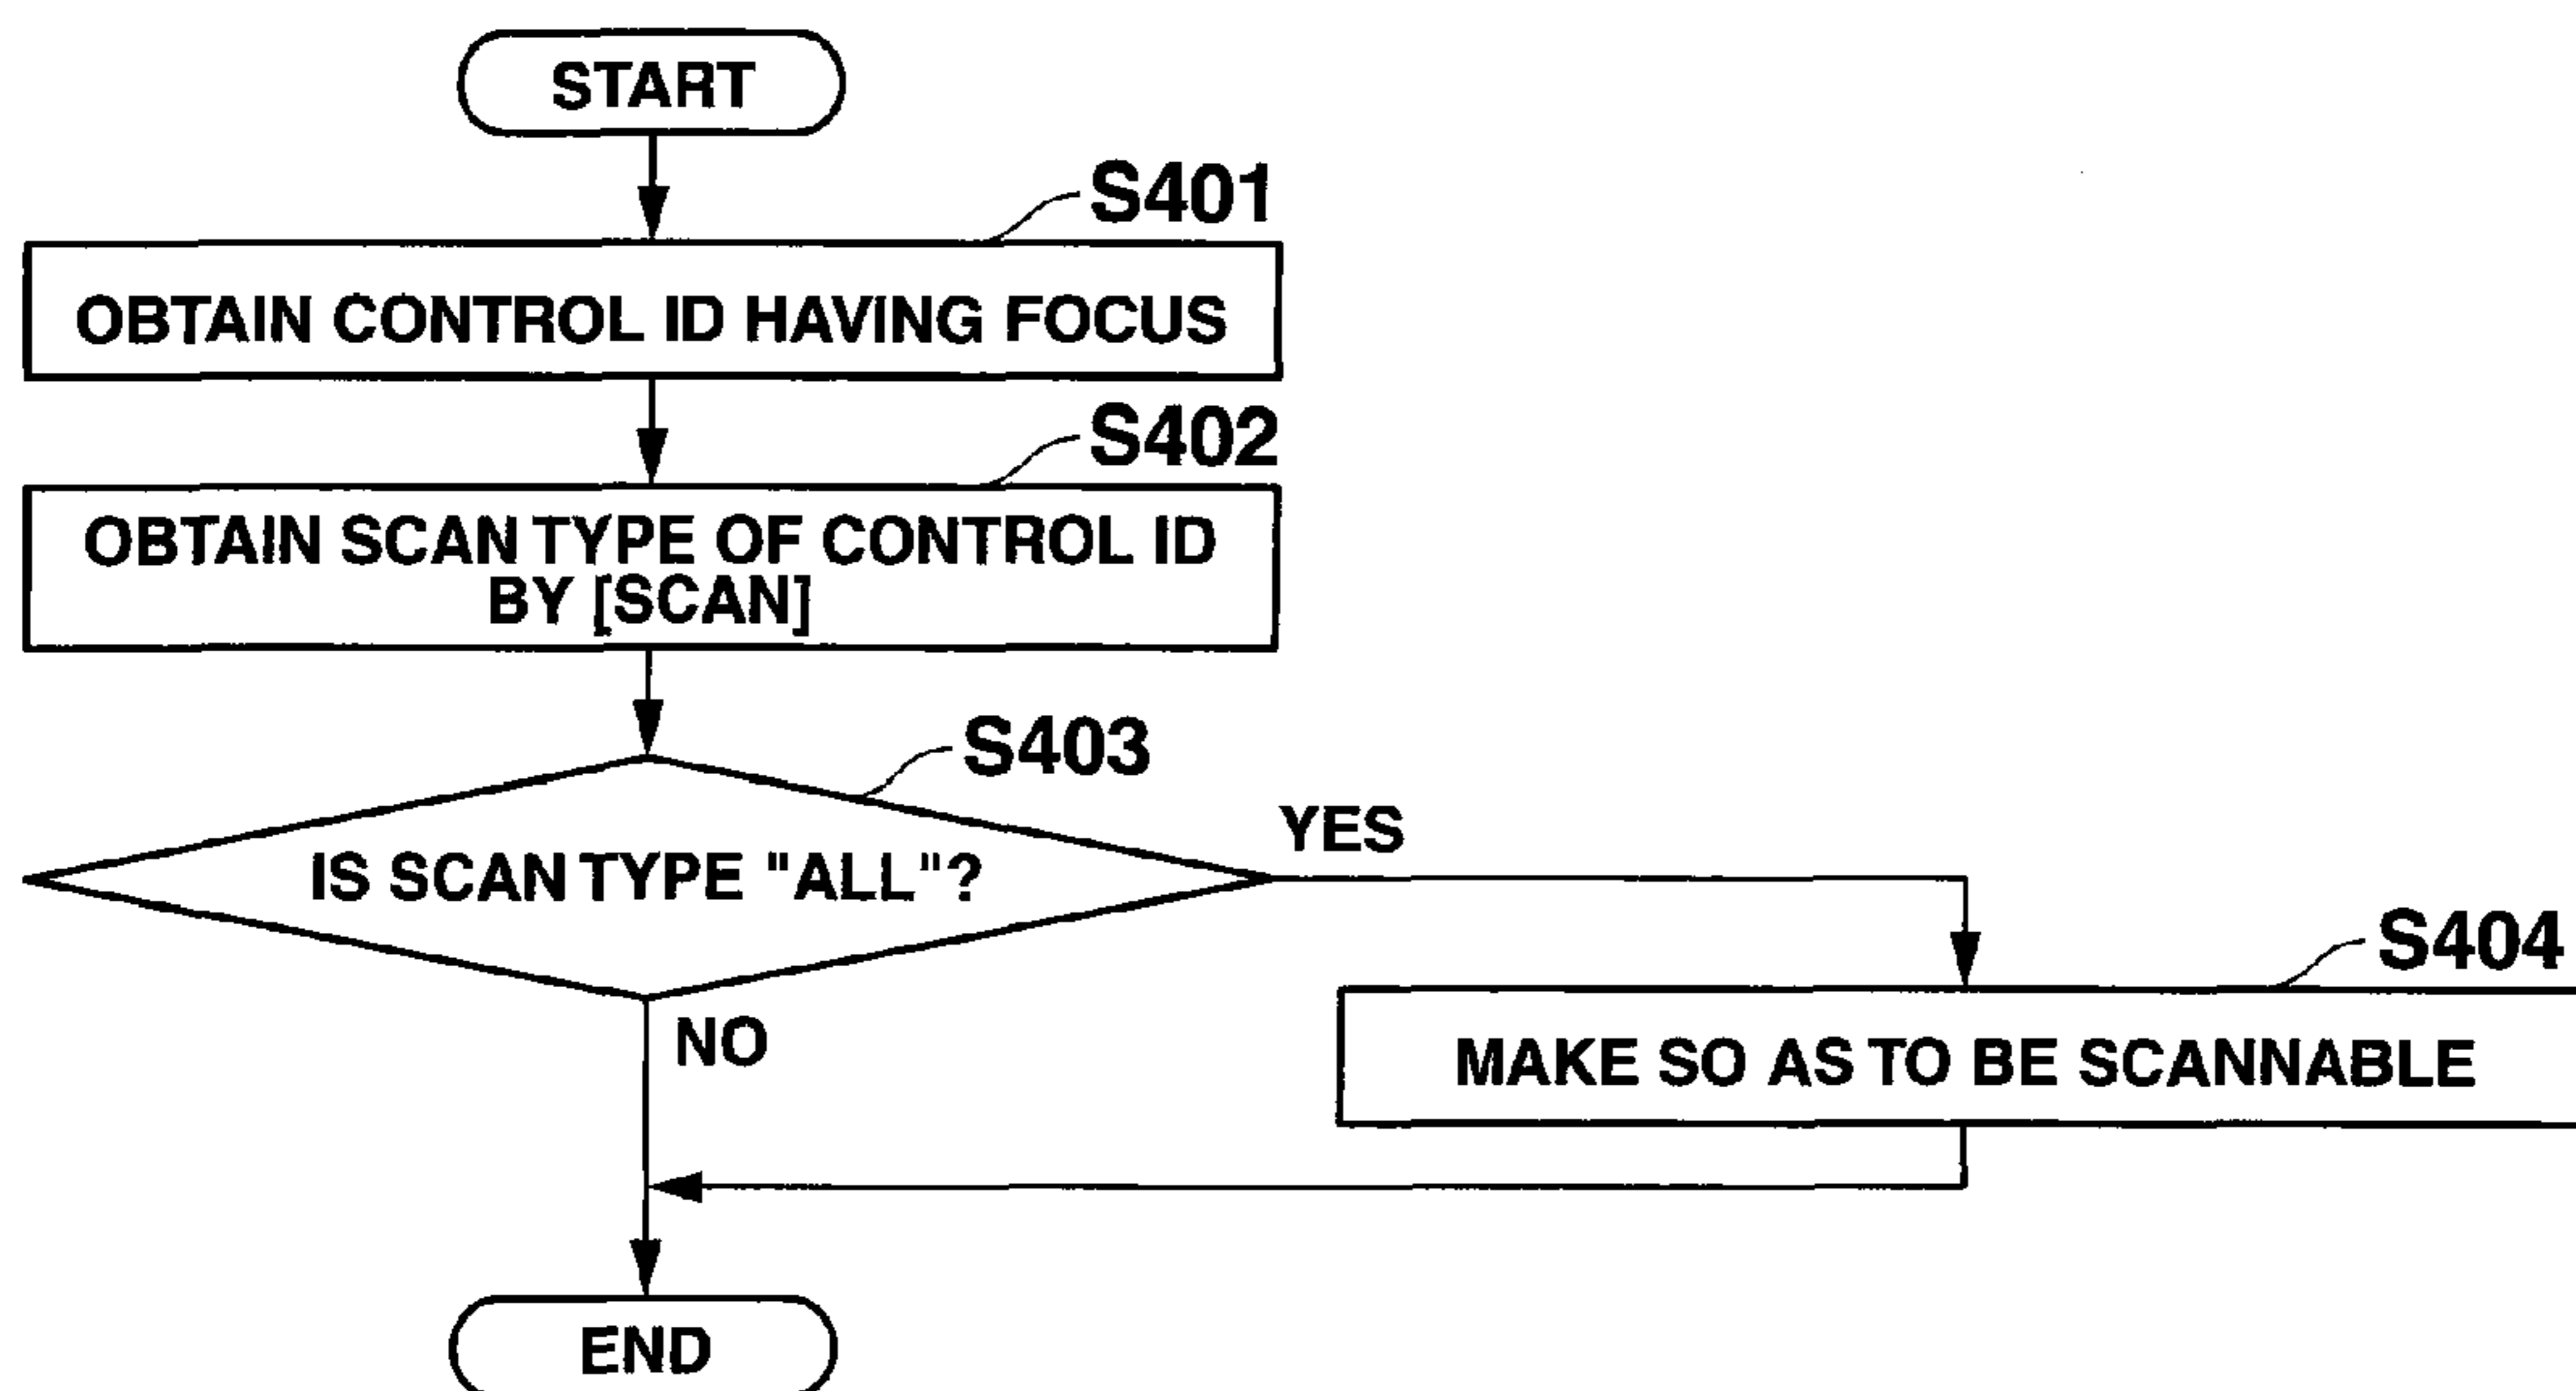 START
S401
OBTAIN CONTROL ID HAVING FOCUS
S402
OBTAIN SCAN TYPE OF CONTROL ID
BY [SCAN]
S403
IS SCAN TYPE "ALL"?
YES
S404
MAKE SO AS TO BE SCANNABLE
NO
END